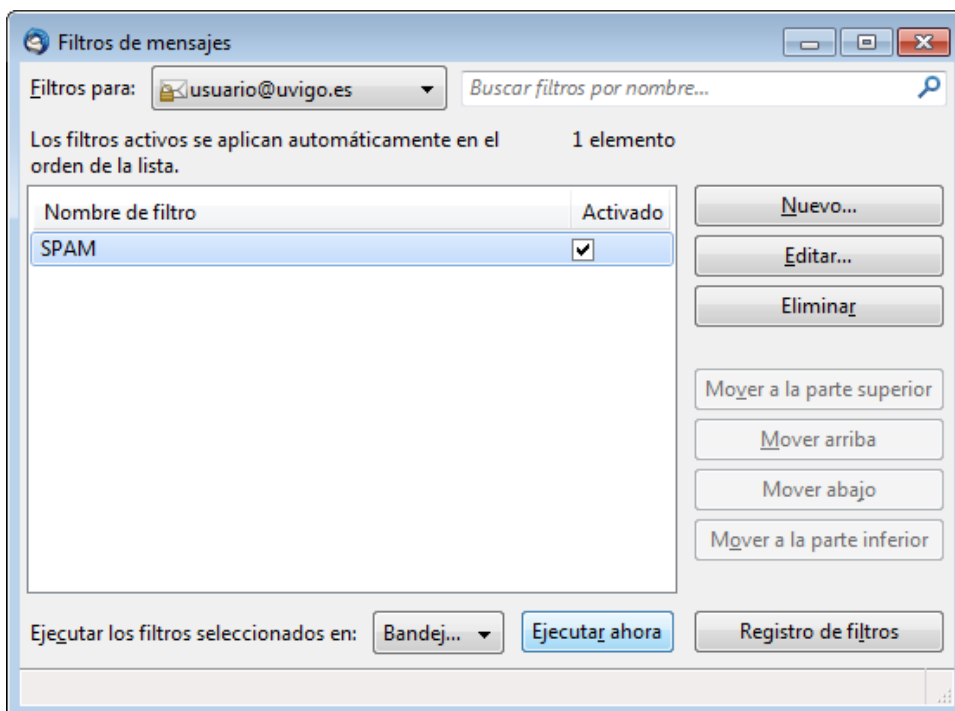 Filtros de mensajes
Filtros para: usuario@uvigo.es Buscar filtros por nombre...
Los filtros activos se aplican automáticamente en el 1 elemento
orden de la lista.
Nombre de filtro Activado
SPAM
Nuevo...
Editar...
Eliminar
Mover a la parte superior
Mover arriba
Mover abajo
Mover a la parte inferior
Ejecutar los filtros seleccionados en: Bandej... Ejecutar ahora Registro de filtros